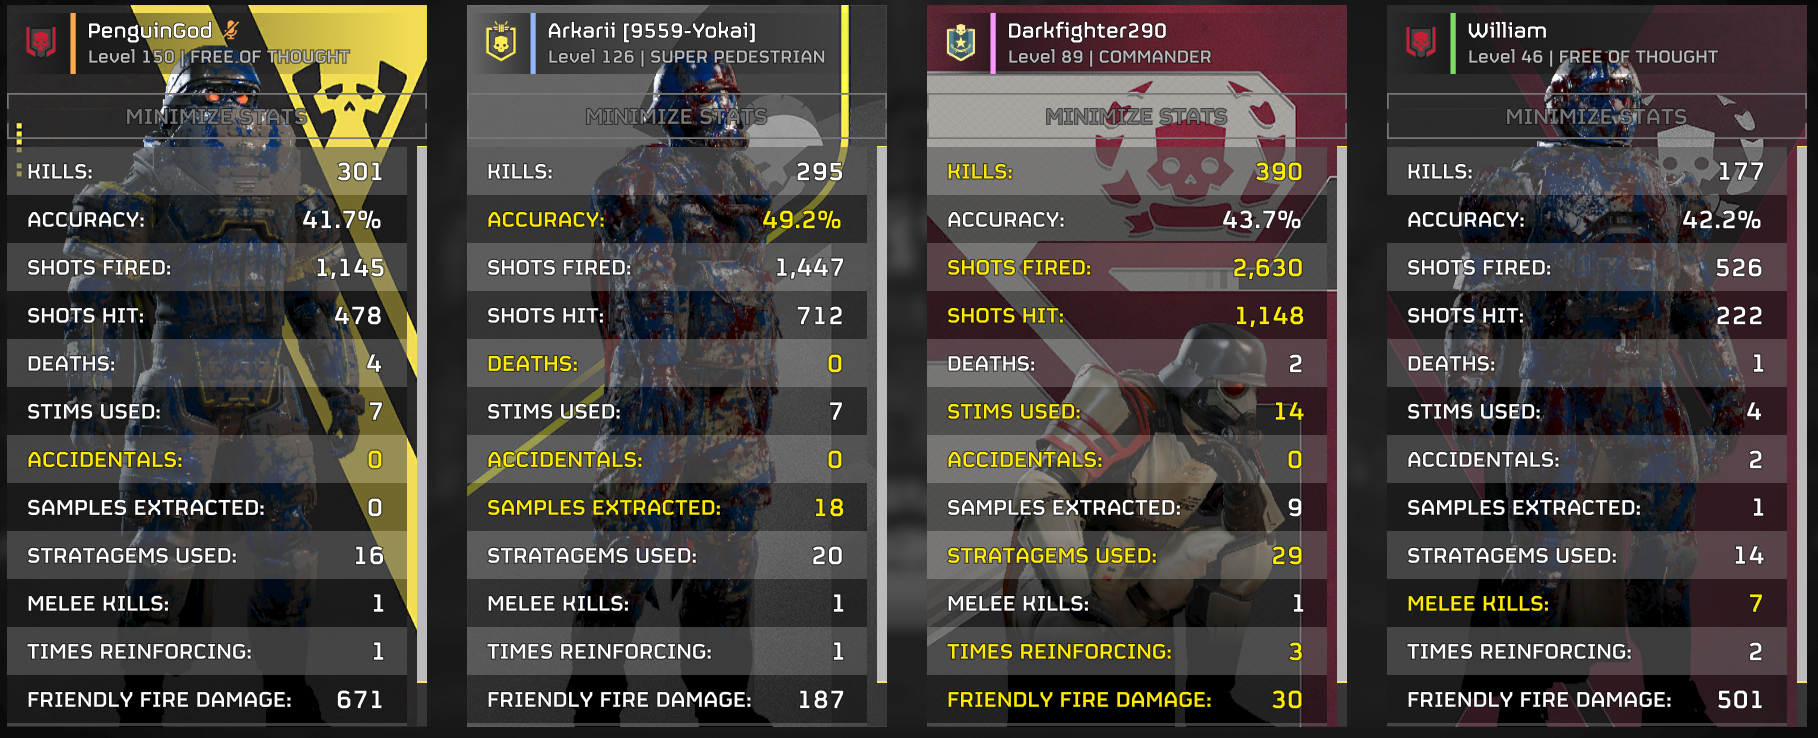 PenguinGod
Level 150 | FREE OF THOUGHT
MINIMIZE STATS
KILLS: 301
ACCURACY: 41.7%
SHOTS FIRED: 1,145
SHOTS HIT: 478
DEATHS: 4
STIMS USED: 7
ACCIDENTALS: 0
SAMPLES EXTRACTED: 0
STRATAGEMS USED: 16
MELEE KILLS: 1
TIMES REINFORCING: 1
FRIENDLY FIRE DAMAGE: 671
Arkarii [9559-Yokai]
Level 126 | SUPER PEDESTRIAN
MINIMIZE STATS
KILLS: 295
ACCURACY: 49.2%
SHOTS FIRED: 1,447
SHOTS HIT: 712
DEATHS: 0
STIMS USED: 7
ACCIDENTALS: 0
SAMPLES EXTRACTED: 18
STRATAGEMS USED: 20
MELEE KILLS: 1
TIMES REINFORCING: 1
FRIENDLY FIRE DAMAGE: 187
Darkfighter290
Level 89 | COMMANDER
MINIMIZE STATS
KILLS: 390
ACCURACY: 43.7%
SHOTS FIRED: 2,630
SHOTS HIT: 1,148
DEATHS: 2
STIMS USED: 14
ACCIDENTALS: 0
SAMPLES EXTRACTED: 9
STRATAGEMS USED: 29
MELEE KILLS: 1
TIMES REINFORCING: 3
FRIENDLY FIRE DAMAGE: 30
William
Level 46 | FREE OF THOUGHT
MINIMIZE STATS
KILLS: 177
ACCURACY: 42.2%
SHOTS FIRED: 526
SHOTS HIT: 222
DEATHS: 1
STIMS USED: 4
ACCIDENTALS: 2
SAMPLES EXTRACTED: 1
STRATAGEMS USED: 14
MELEE KILLS: 7
TIMES REINFORCING: 2
FRIENDLY FIRE DAMAGE: 501